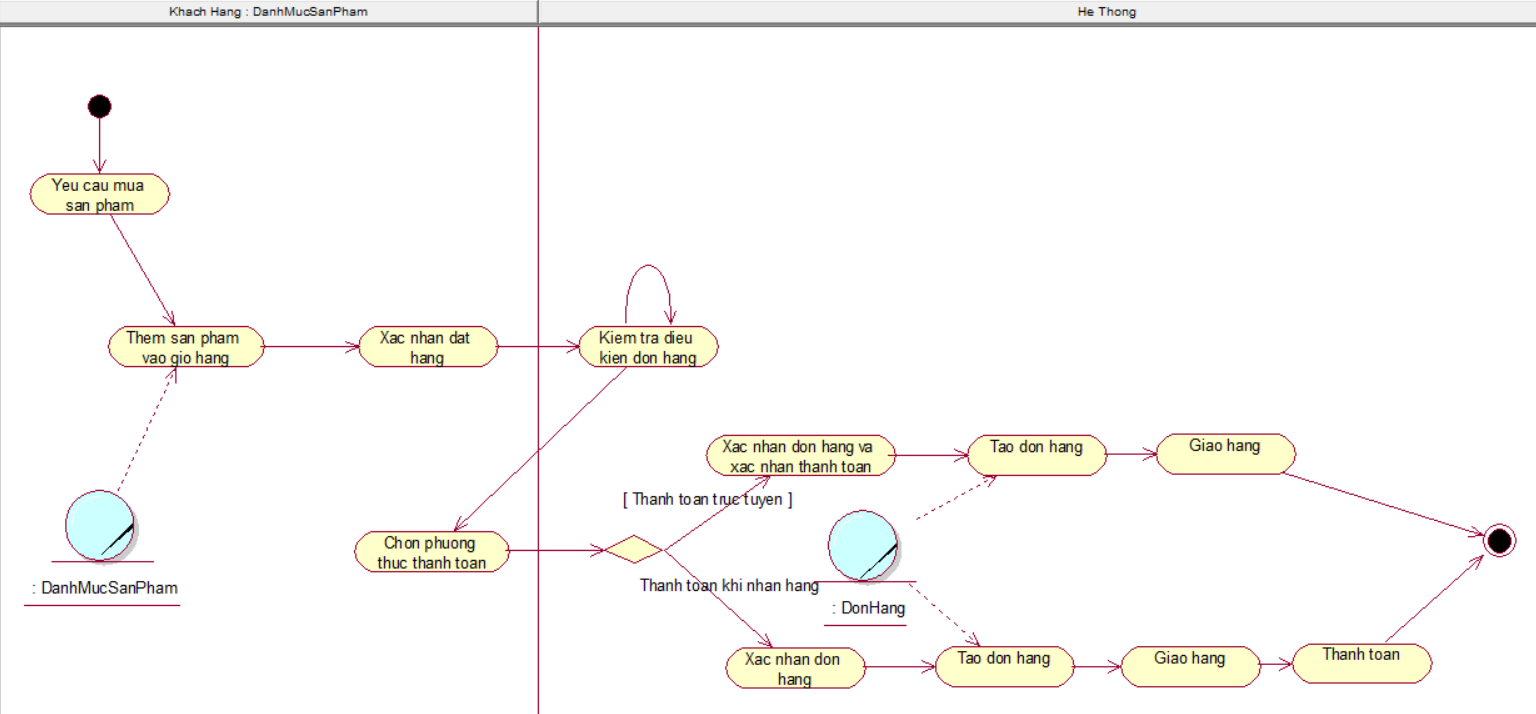 Khach Hang : DanhMucSanPham
He Thong
Yeu cau mua
san pham
Them san pham
vao gio hang
Xac nhan dat
hang
Kiem tra dieu
kien don hang
Xac nhan don hang va
xac nhan thanh toan
Tao don hang
Giao hang
[ Thanh toan truc tuyen ]
Chon phuong
thuc thanh toan
Thanh toan khi nhan hang
: DanhMucSanPham
: DonHang
Xac nhan don
hang
Tao don hang
Giao hang
Thanh toan